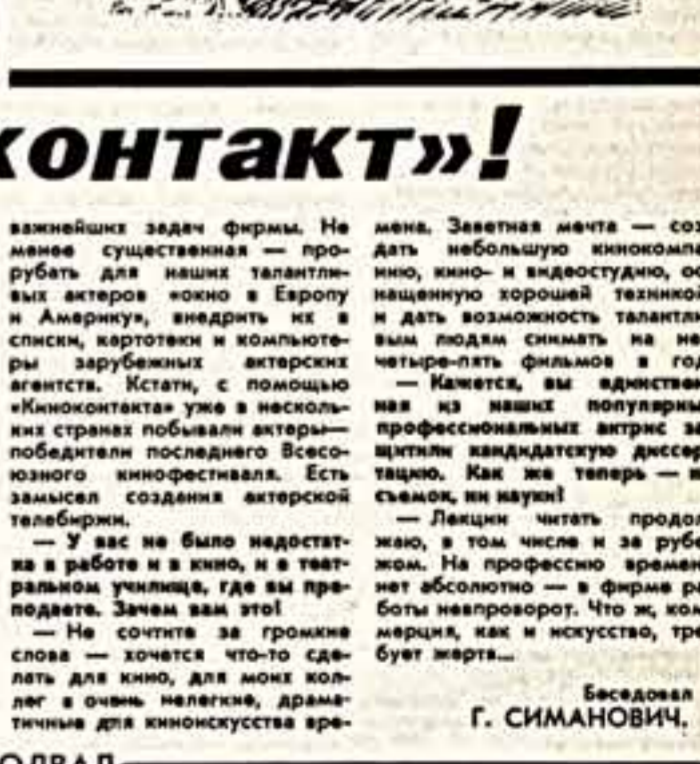 контакт»!
важнейших задач фирмы. Не
менее существенная — про-
рубать для наших талантли-
вых актеров «окно в Европу
и Америку», внедрить их в
списки, картотеки и компьюте-
ры зарубежных актерских
агентств. Кстати, с помощью
«Киноконтакта» уже в несколь-
ких странах побывали актеры—
победители последнего Всесо-
юзного кинофестиваля. Есть
замысел создания актерской
телебиржи.
— У вас не было недостат-
ка в работе и в кино, и в теат-
ральном училище, где вы пре-
подаете. Зачем вам это?
— Не сочтите за громкие
слова — хочется что-то сде-
лать для кино, для моих кол-
лег в очень нелегкие, драма-
тичные для киноискусства вре-
мена. Заветная мечта — соз
дать небольшую кинокомпа
нию, кино- и видеостудию, ос
нащенную хорошей техникой
и дать возможность талантли
вым людям снимать на не
четыре-пять фильмов в год
— Кажется, вы единствен
ная из наших популярны
профессиональных актрис за
щитили кандидатскую диссер
тацию. Как же теперь — н
съемок, ни науки?
— Лекции читать продол
жаю, в том числе и за рубе
жом. На профессию времен
нет абсолютно — в фирме ра
боты невпроворот. Что ж, ком
мерция, как и искусство, тре
бует жертв...
Беседовал
Г. СИМАНОВИЧ.